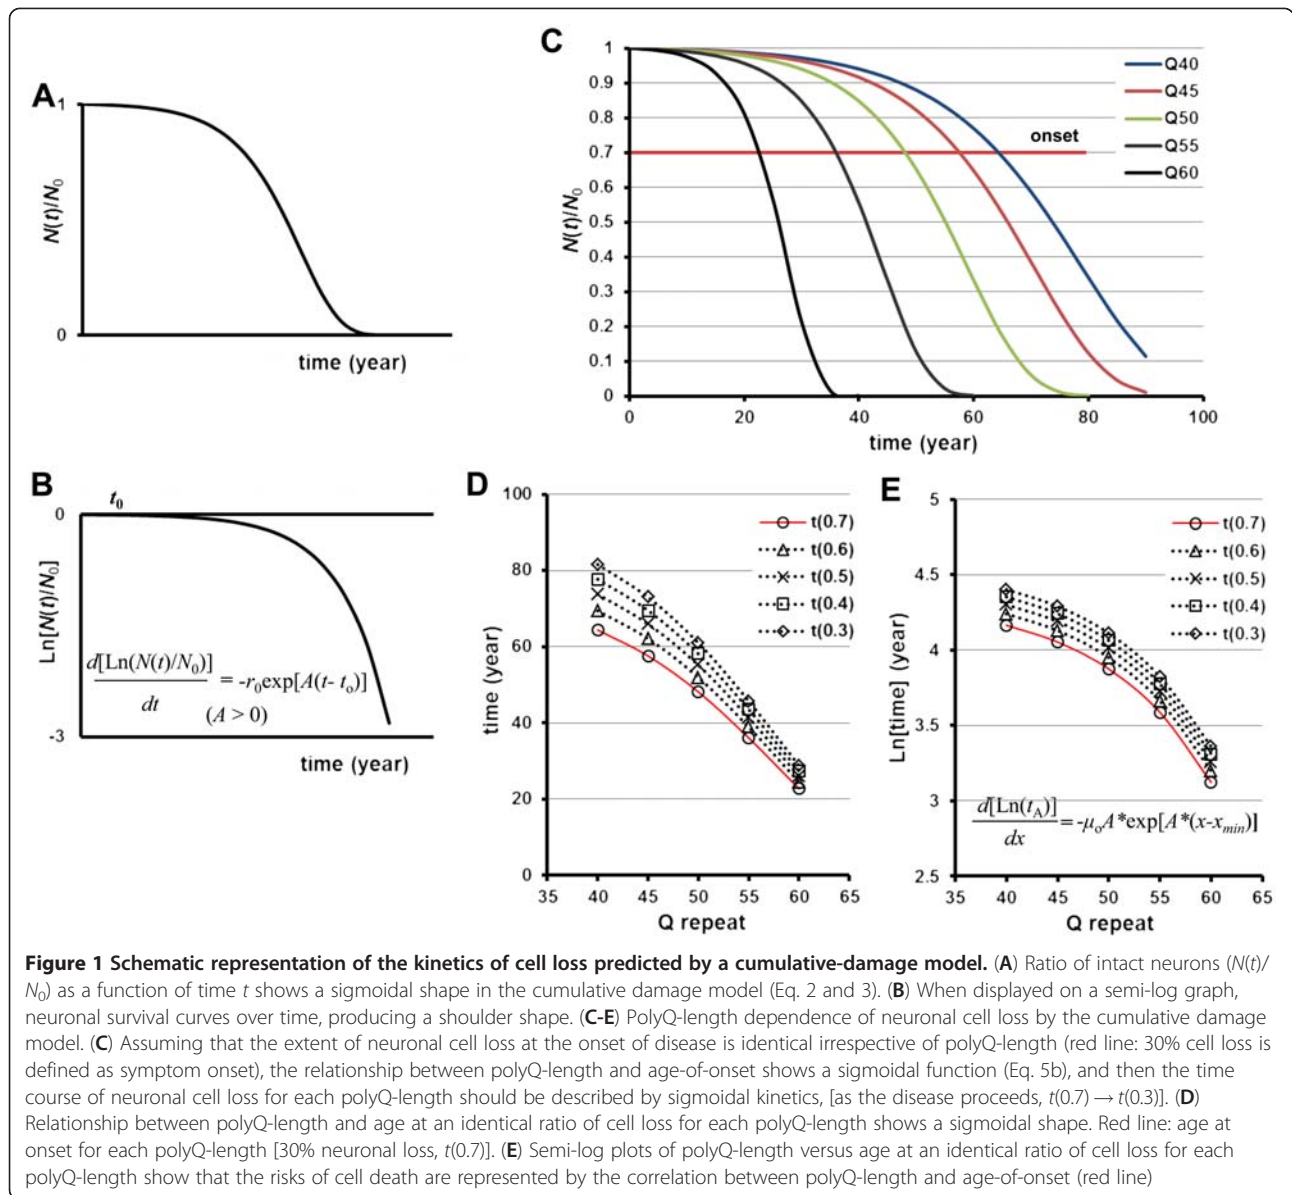 A
1
N(t)/N₀
0
time (year)
B
t₀
0
Ln[N(t)/N₀]
d[Ln(N(t)/N₀)]
dt
= -r₀exp[A(t- t₀)]
(A > 0)
-3
time (year)
C
1
0.9
0.8
0.7
0.6
0.5
0.4
0.3
0.2
0.1
0
N(t)/N₀
onset
Q40
Q45
Q50
Q55
Q60
0 20 40 60 80 100
time (year)
D
100
80
60
40
20
0
time (year)
t(0.7)
t(0.6)
t(0.5)
t(0.4)
t(0.3)
35 40 45 50 55 60 65
Q repeat
E
5
4.5
4
3.5
3
2.5
Ln[time] (year)
t(0.7)
t(0.6)
t(0.5)
t(0.4)
t(0.3)
d[Ln(t_A)]
dx
=-μ₀A*exp[A*(x-x_min)]
35 40 45 50 55 60 65
Q repeat
Figure 1 Schematic representation of the kinetics of cell loss predicted by a cumulative-damage model. (A) Ratio of intact neurons (N(t)/
N₀) as a function of time t shows a sigmoidal shape in the cumulative damage model (Eq. 2 and 3). (B) When displayed on a semi-log graph,
neuronal survival curves over time, producing a shoulder shape. (C-E) PolyQ-length dependence of neuronal cell loss by the cumulative damage
model. (C) Assuming that the extent of neuronal cell loss at the onset of disease is identical irrespective of polyQ-length (red line: 30% cell loss is
defined as symptom onset), the relationship between polyQ-length and age-of-onset shows a sigmoidal function (Eq. 5b), and then the time
course of neuronal cell loss for each polyQ-length should be described by sigmoidal kinetics, [as the disease proceeds, t(0.7) → t(0.3)]. (D)
Relationship between polyQ-length and age at an identical ratio of cell loss for each polyQ-length shows a sigmoidal shape. Red line: age at
onset for each polyQ-length [30% neuronal loss, t(0.7)]. (E) Semi-log plots of polyQ-length versus age at an identical ratio of cell loss for each
polyQ-length show that the risks of cell death are represented by the correlation between polyQ-length and age-of-onset (red line)